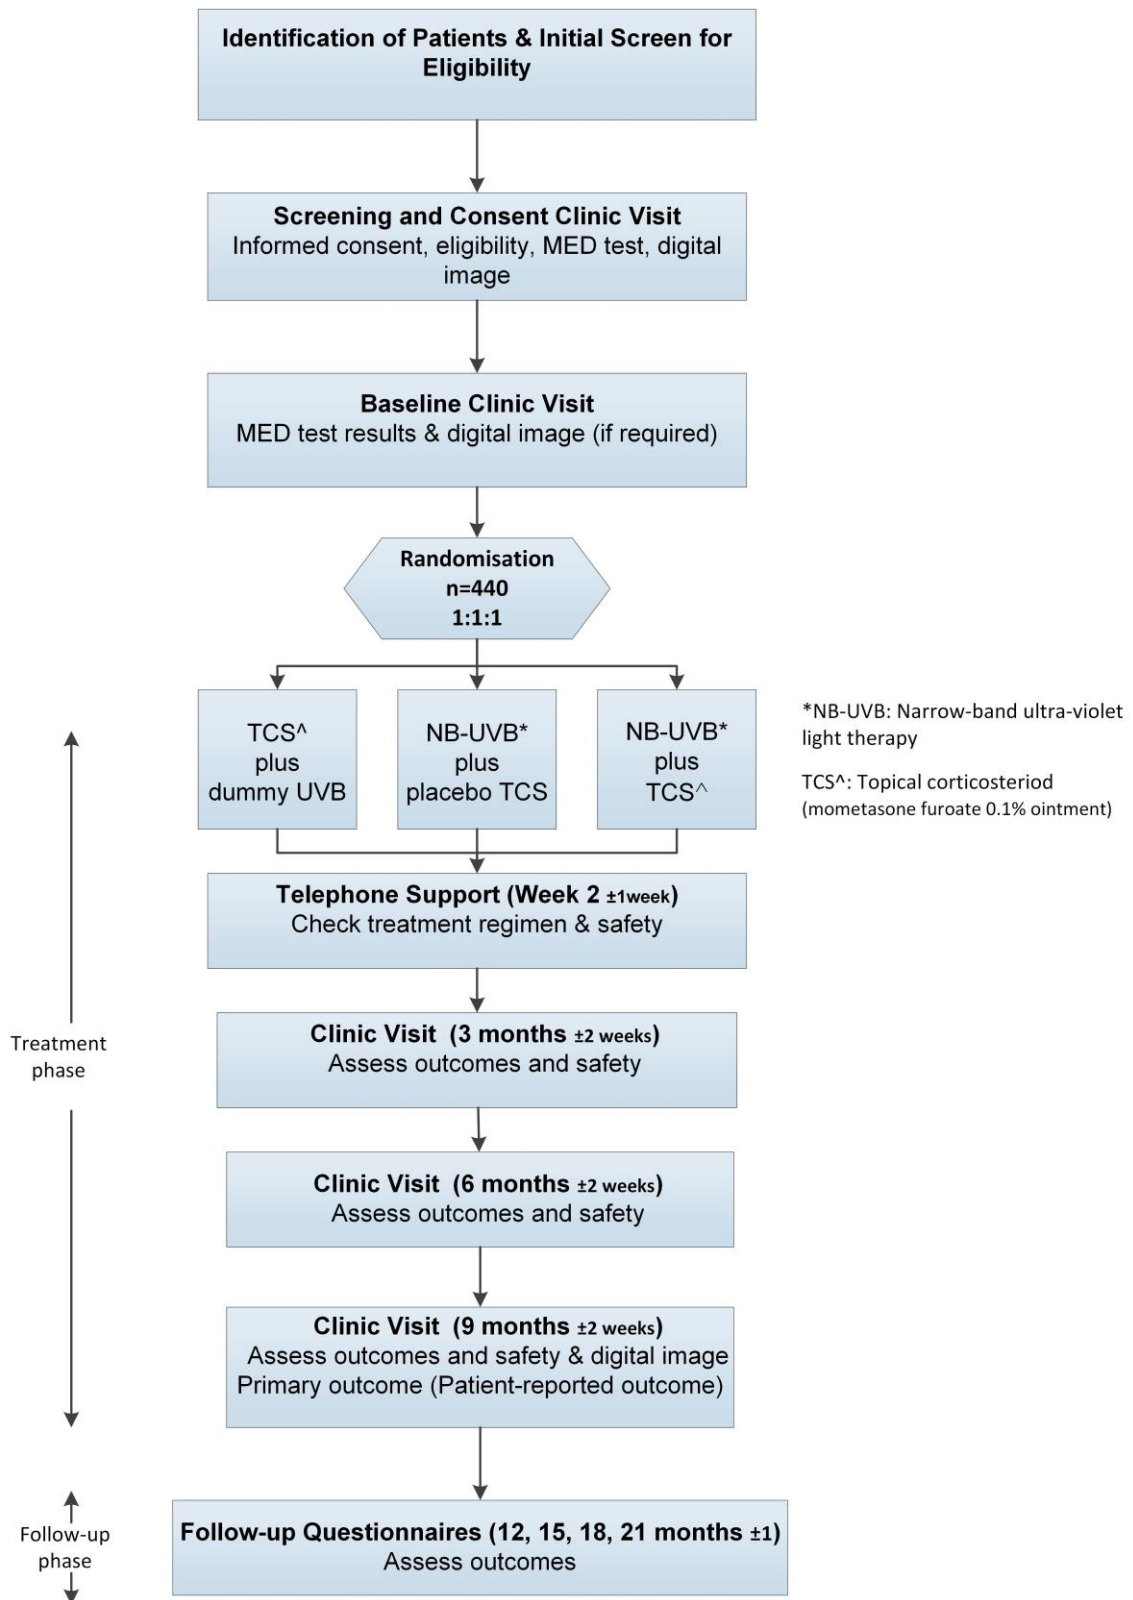 Identification of Patients & Initial Screen for
Eligibility
Screening and Consent Clinic Visit
Informed consent, eligibility, MED test, digital
image
Baseline Clinic Visit
MED test results & digital image (if required)
Randomisation
n=440
1:1:1
TCS^
plus
dummy UVB
NB-UVB*
plus
placebo TCS
NB-UVB*
plus
TCS^
*NB-UVB: Narrow-band ultra-violet
light therapy
TCS^: Topical corticosteriod
(mometasone furoate 0.1% ointment)
Telephone Support (Week 2 ±1week)
Check treatment regimen & safety
Clinic Visit (3 months ±2 weeks)
Assess outcomes and safety
Treatment
phase
Clinic Visit (6 months ±2 weeks)
Assess outcomes and safety
Clinic Visit (9 months ±2 weeks)
Assess outcomes and safety & digital image
Primary outcome (Patient-reported outcome)
Follow-up Questionnaires (12, 15, 18, 21 months ±1)
Assess outcomes
Follow-up
phase